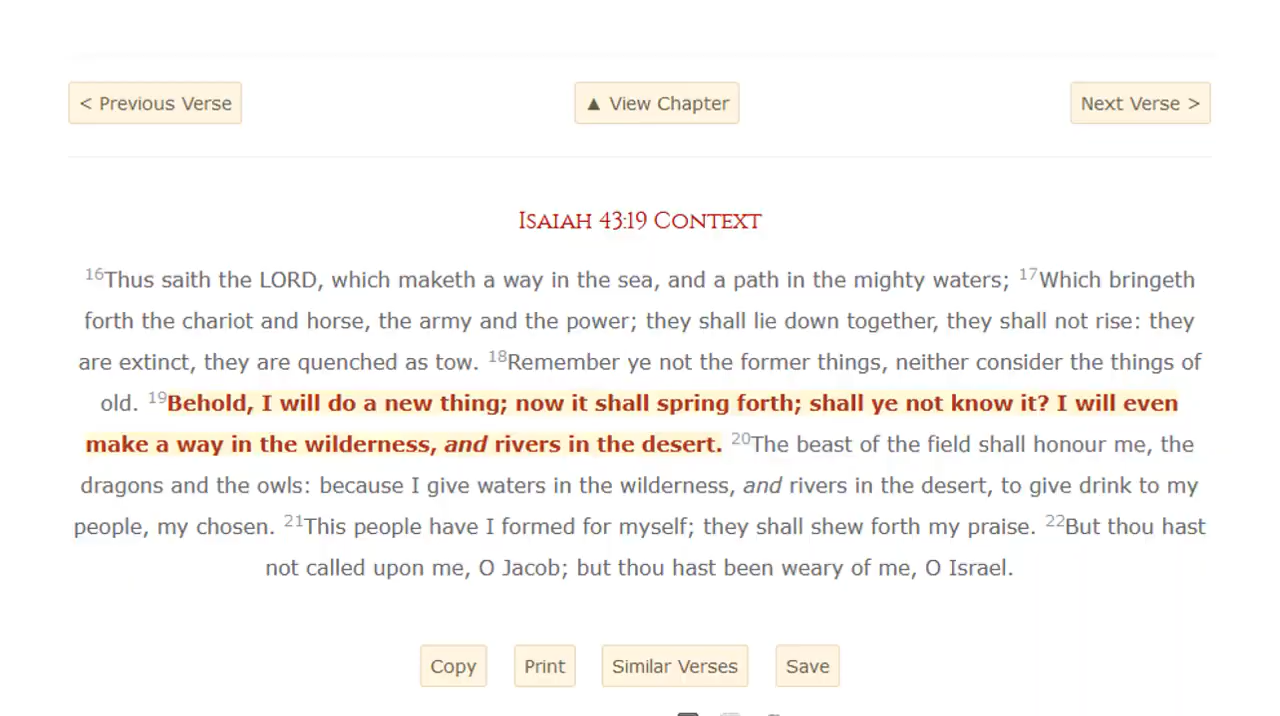 < Previous Verse
▲ View Chapter
Next Verse >
Isaiah 43:19 Context
16Thus saith the LORD, which maketh a way in the sea, and a path in the mighty waters; 17Which bringeth
forth the chariot and horse, the army and the power; they shall lie down together, they shall not rise: they
are extinct, they are quenched as tow. 18Remember ye not the former things, neither consider the things of
old. 19Behold, I will do a new thing; now it shall spring forth; shall ye not know it? I will even
make a way in the wilderness, and rivers in the desert. 20The beast of the field shall honour me, the
dragons and the owls: because I give waters in the wilderness, and rivers in the desert, to give drink to my
people, my chosen. 21This people have I formed for myself; they shall shew forth my praise. 22But thou hast
not called upon me, O Jacob; but thou hast been weary of me, O Israel.
Copy
Print
Similar Verses
Save